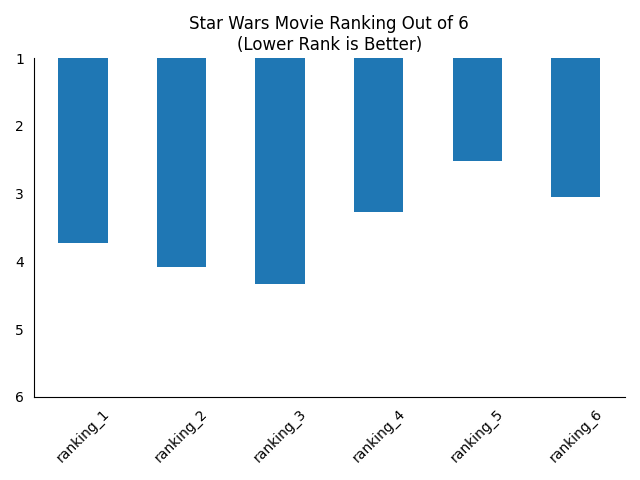 Star Wars Movie Ranking Out of 6
(Lower Rank is Better)
1
2
3
4
5
6
ranking_1
ranking_2
ranking_3
ranking_4
ranking_5
ranking_6